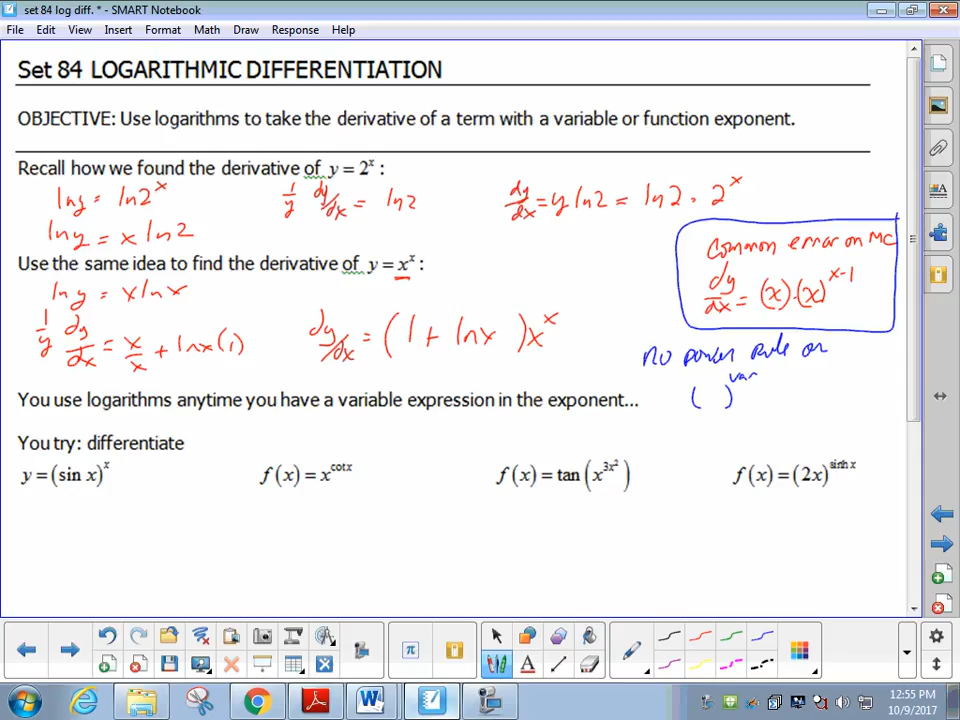 set 84 log diff. * - SMART Notebook
File Edit View Insert Format Math Draw Response Help
Set 84 LOGARITHMIC DIFFERENTIATION
OBJECTIVE: Use logarithms to take the derivative of a term with a variable or function exponent.
Recall how we found the derivative of y = 2^x :
ln y = ln 2^x
1/y dy/dx = ln 2
dy/dx = y ln 2 = ln 2 · 2^x
ln y = x ln 2
Common error on MC
dy/dx = (x)·(x)^(x-1)
Use the same idea to find the derivative of y = x^x :
ln y = x ln x
1/y dy/dx = x/x + ln x (1)
dy/dx = (1 + ln x) x^x
no power rule on
( )^var
You use logarithms anytime you have a variable expression in the exponent...
You try: differentiate
y = (sin x)^x
f(x) = x^cot x
f(x) = tan(x^3x²)
f(x) = (2x)^sinh x
π
W
A
12:55 PM
10/9/2017